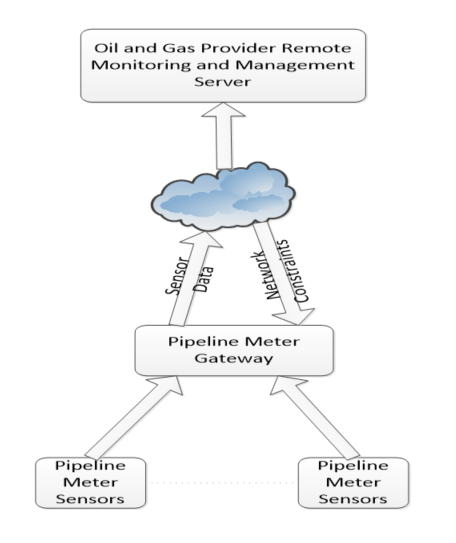 Oil and Gas Provider Remote
Monitoring and Management
Server
Sensor
Data
Network
Constraints
Pipeline Meter
Gateway
Pipeline
Meter
Sensors
Pipeline
Meter
Sensors